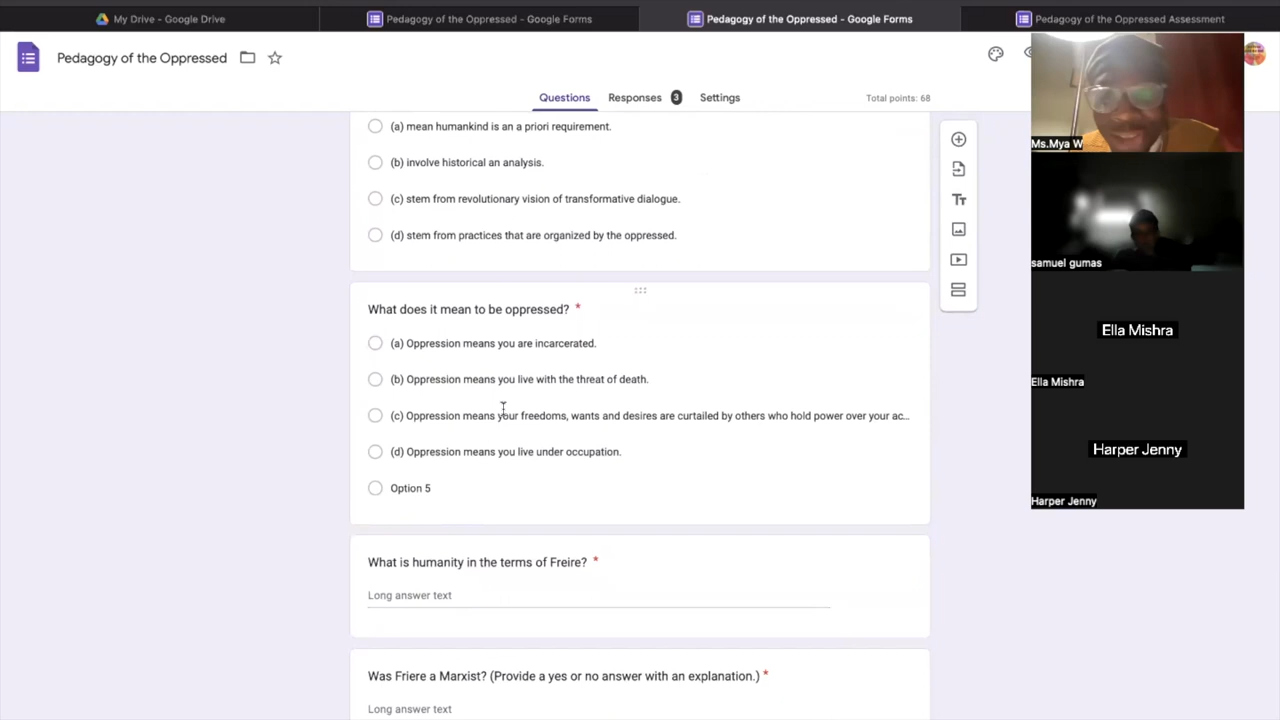 My Drive - Google Drive
Pedagogy of the Oppressed - Google Forms
Pedagogy of the Oppressed - Google Forms
Pedagogy of the Oppressed Assessment
Pedagogy of the Oppressed
Questions
Responses 3
Settings
Total points: 68
(a) mean humankind is an a priori requirement.
(b) involve historical an analysis.
(c) stem from revolutionary vision of transformative dialogue.
(d) stem from practices that are organized by the oppressed.
What does it mean to be oppressed? *
(a) Oppression means you are incarcerated.
(b) Oppression means you live with the threat of death.
(c) Oppression means your freedoms, wants and desires are curtailed by others who hold power over your ac...
(d) Oppression means you live under occupation.
Option 5
What is humanity in the terms of Freire? *
Long answer text
Was Friere a Marxist? (Provide a yes or no answer with an explanation.) *
Long answer text
Tt
Ms.Mya W
samuel gumas
Ella Mishra
Ella Mishra
Harper Jenny
Harper Jenny